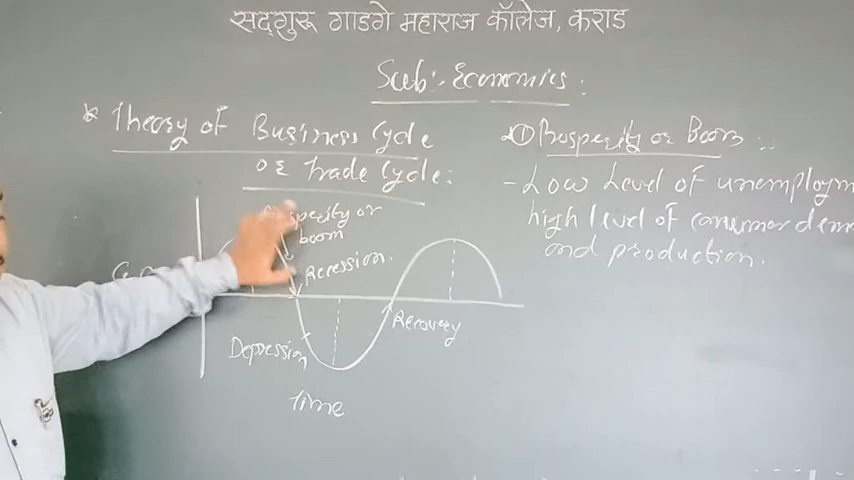 सद्गुरू गाडगे महाराज कॉलेज, कराड
Sub:- Economics :
* Theory of Business Cycle
OR Trade Cycle :
Prosperity or
boom
Recession.
Recovery
Depression
Time
① Prosperity or Boom :-
- Low Level of unemploym
high level of consumer dem
and production.